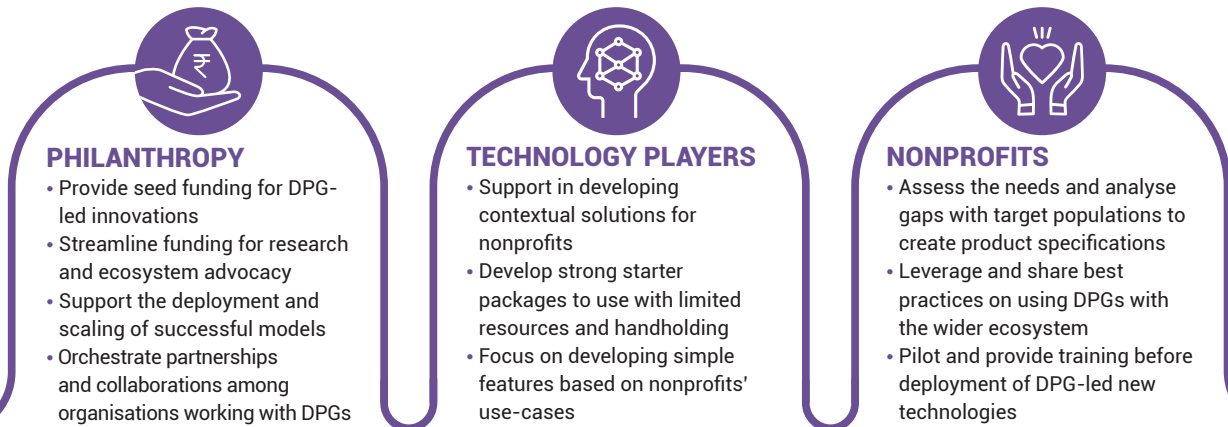 ₹
PHILANTHROPY
• Provide seed funding for DPG-
led innovations
• Streamline funding for research
and ecosystem advocacy
• Support the deployment and
scaling of successful models
• Orchestrate partnerships
and collaborations among
organisations working with DPGs
TECHNOLOGY PLAYERS
• Support in developing
contextual solutions for
nonprofits
• Develop strong starter
packages to use with limited
resources and handholding
• Focus on developing simple
features based on nonprofits'
use-cases
NONPROFITS
• Assess the needs and analyse
gaps with target populations to
create product specifications
• Leverage and share best
practices on using DPGs with
the wider ecosystem
• Pilot and provide training before
deployment of DPG-led new
technologies